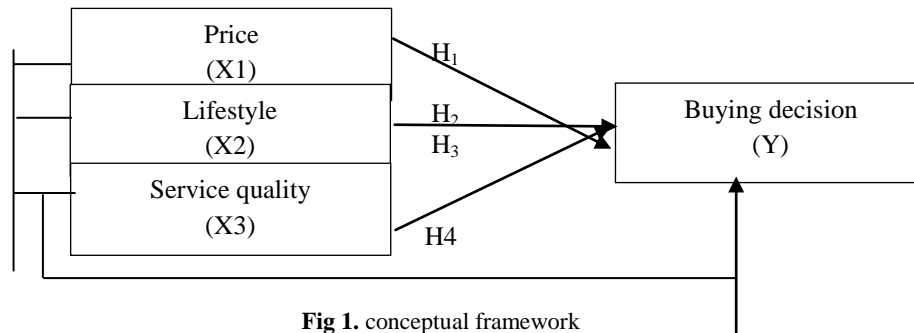 Price
(X1)
H₁
Lifestyle
(X2)
H₂
H₃
Buying decision
(Y)
Service quality
(X3)
H4
Fig 1. conceptual framework